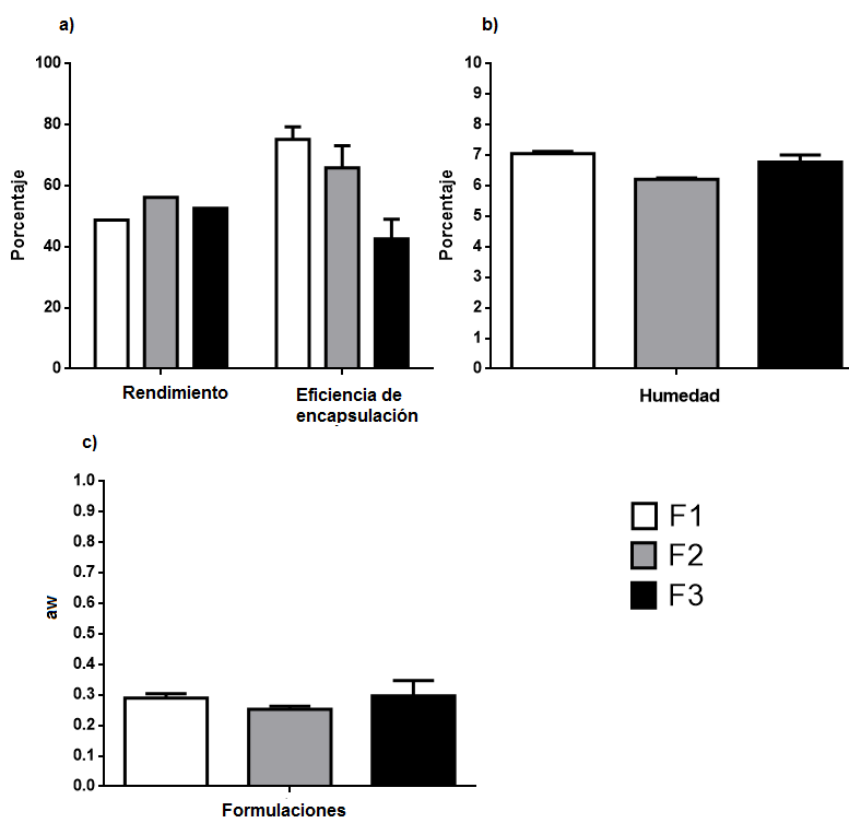 a)
100
80
60
40
20
0
Porcentaje
Rendimiento
Eficiencia de
encapsulación
b)
10
9
8
7
6
5
4
3
2
1
0
Porcentaje
Humedad
c)
1.0
0.9
0.8
0.7
0.6
0.5
0.4
0.3
0.2
0.1
0.0
aw
Formulaciones
F1
F2
F3